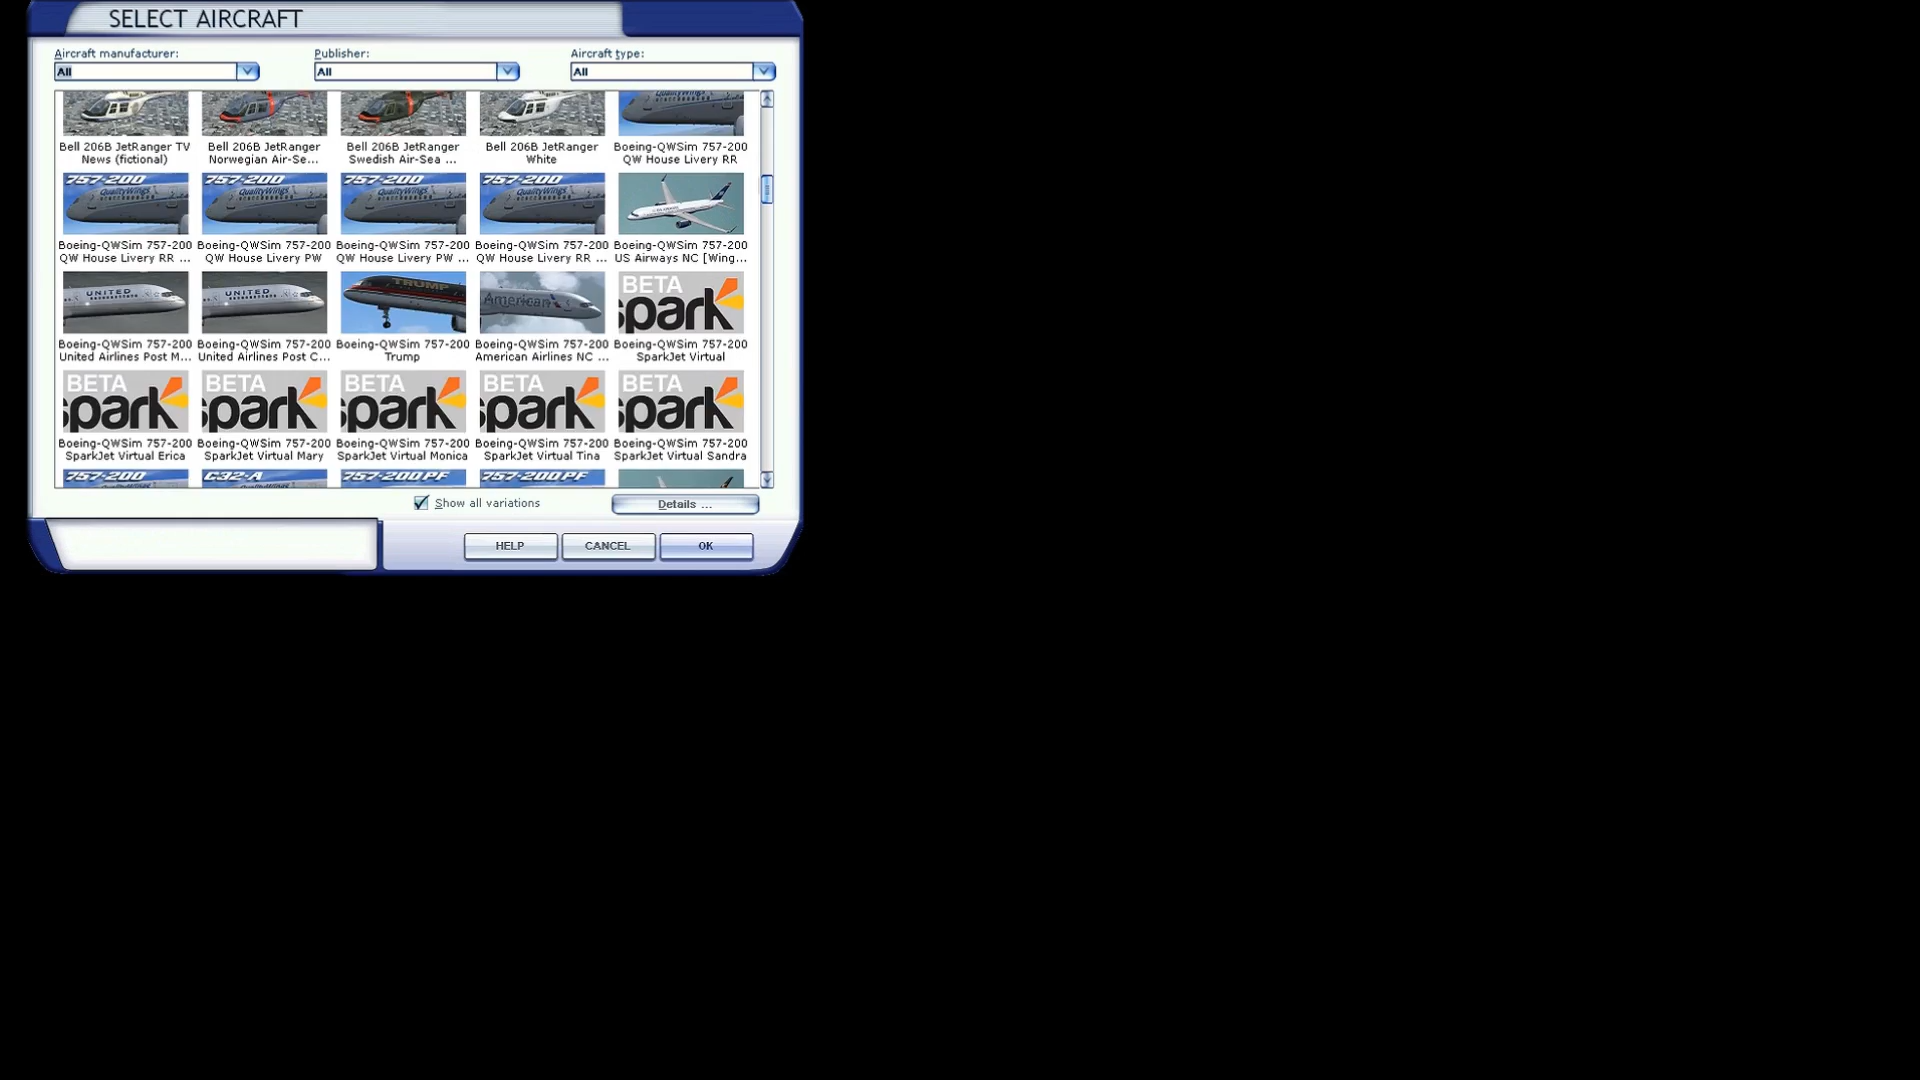 SELECT AIRCRAFT
Aircraft manufacturer:
Publisher:
Aircraft type:
All
All
All
Bell 206B JetRanger TV News (fictional)
Bell 206B JetRanger Norwegian Air-Se...
Bell 206B JetRanger Swedish Air-Sea ...
Bell 206B JetRanger White
QualityWings
Boeing-QWSim 757-200 QW House Livery RR
757-200
QualityWings
Boeing-QWSim 757-200 QW House Livery RR ...
757-200
QualityWings
Boeing-QWSim 757-200 QW House Livery PW
757-200
QualityWings
Boeing-QWSim 757-200 QW House Livery PW ...
757-200
QualityWings
Boeing-QWSim 757-200 QW House Livery RR ...
Boeing-QWSim 757-200 US Airways NC [Wing...
UNITED
Boeing-QWSim 757-200 United Airlines Post M...
UNITED
Boeing-QWSim 757-200 United Airlines Post C...
TRUMP
Boeing-QWSim 757-200 Trump
American
Boeing-QWSim 757-200 American Airlines NC ...
BETA
spark
Boeing-QWSim 757-200 SparkJet Virtual
BETA
spark
Boeing-QWSim 757-200 SparkJet Virtual Erica
BETA
spark
Boeing-QWSim 757-200 SparkJet Virtual Mary
BETA
spark
Boeing-QWSim 757-200 SparkJet Virtual Monica
BETA
spark
Boeing-QWSim 757-200 SparkJet Virtual Tina
BETA
spark
Boeing-QWSim 757-200 SparkJet Virtual Sandra
757-200
C32-A
757-200PF
757-200PF
Show all variations
Details ...
HELP
CANCEL
OK